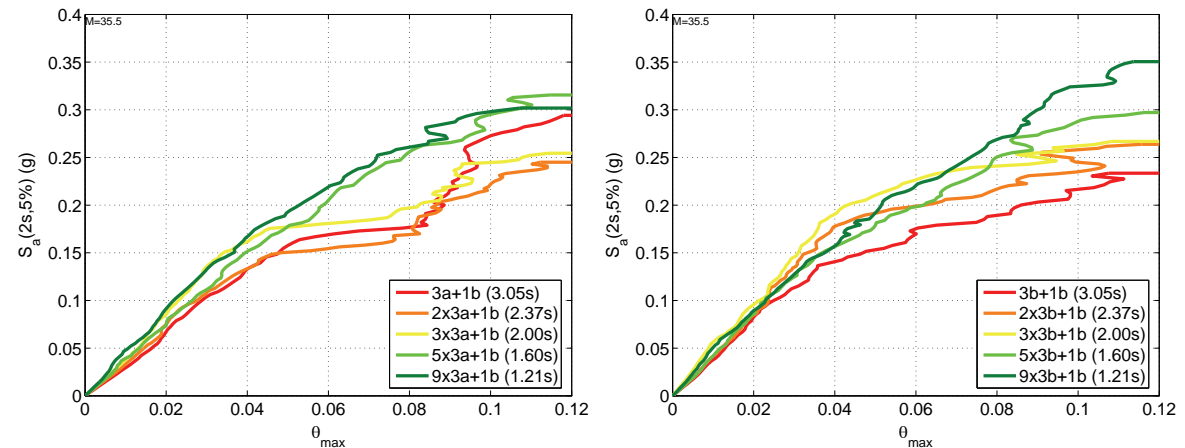 M=35.5
0.4
0.35
0.3
0.25
0.2
0.15
0.1
0.05
0
S_a(2s,5%) (g)
3a+1b (3.05s)
2x3a+1b (2.37s)
3x3a+1b (2.00s)
5x3a+1b (1.60s)
9x3a+1b (1.21s)
0 0.02 0.04 0.06 0.08 0.1 0.12
θ_max
M=35.5
0.4
0.35
0.3
0.25
0.2
0.15
0.1
0.05
0
S_a(2s,5%) (g)
3b+1b (3.05s)
2x3b+1b (2.37s)
3x3b+1b (2.00s)
5x3b+1b (1.60s)
9x3b+1b (1.21s)
0 0.02 0.04 0.06 0.08 0.1 0.12
θ_max